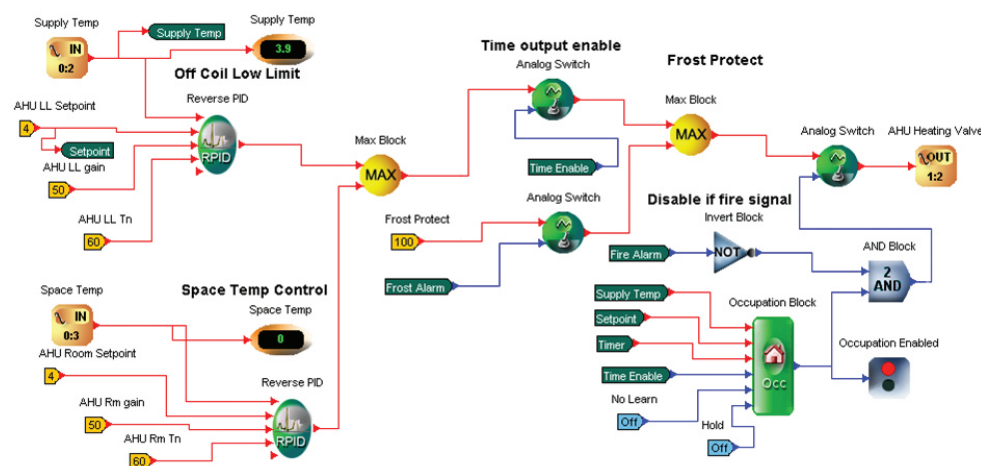 Supply Temp
IN
0:2
Supply Temp
Supply Temp
3.9
Off Coil Low Limit
Reverse PID
RPID
AHU LL Setpoint
4
Setpoint
AHU LL gain
50
AHU LL Tn
60
Space Temp Control
Space Temp
IN
0:3
Space Temp
0
AHU Room Setpoint
4
Reverse PID
RPID
AHU Rm gain
50
AHU Rm Tn
60
Max Block
MAX
Time output enable
Analog Switch
Time Enable
Analog Switch
Frost Protect
100
Frost Alarm
Frost Protect
Max Block
MAX
Analog Switch
AHU Heating Valve
OUT
1:2
Disable if fire signal
Invert Block
Fire Alarm
NOT
AND Block
2
AND
Supply Temp
Setpoint
Timer
Time Enable
No Learn
Off
Hold
Off
Occupation Block
Occ
Occupation Enabled